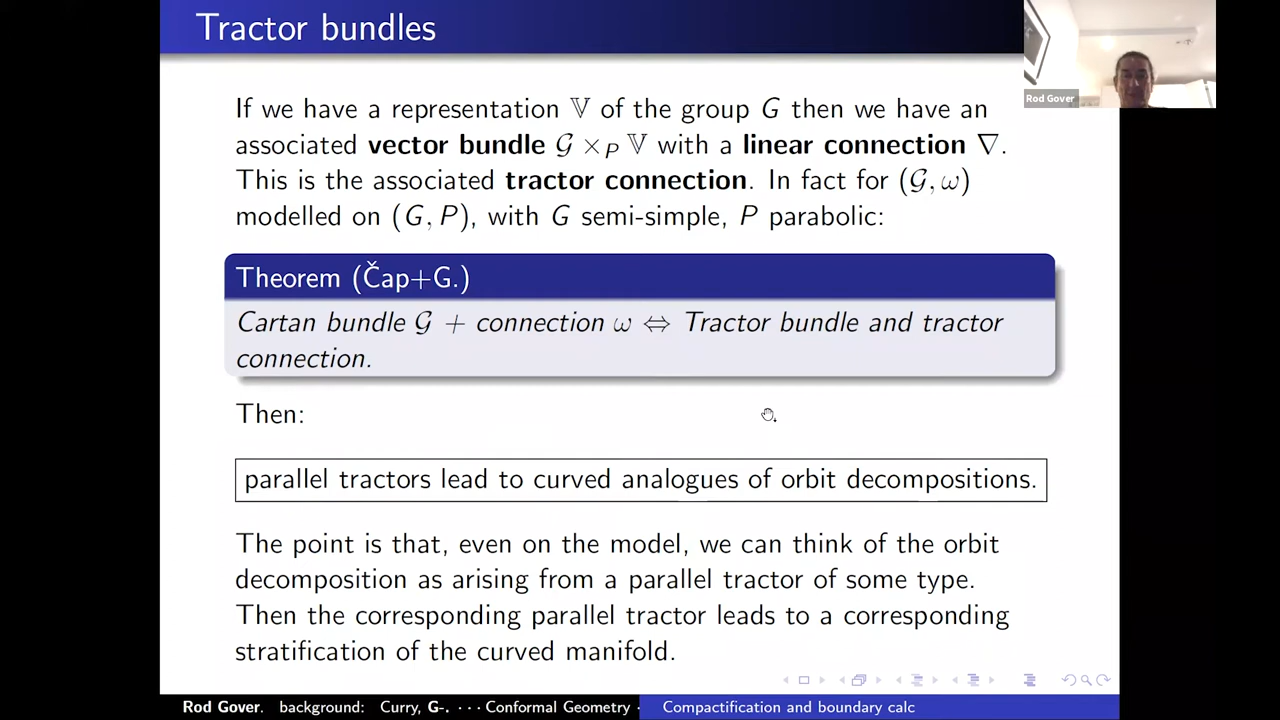 Tractor bundles
Rod Gover
If we have a representation 𝕍 of the group G then we have an
associated vector bundle 𝒢 ×_P 𝕍 with a linear connection ∇.
This is the associated tractor connection. In fact for (𝒢, ω)
modelled on (G, P), with G semi-simple, P parabolic:
Theorem (Čap+G.)
Cartan bundle 𝒢 + connection ω ⇔ Tractor bundle and tractor
connection.
Then:
parallel tractors lead to curved analogues of orbit decompositions.
The point is that, even on the model, we can think of the orbit
decomposition as arising from a parallel tractor of some type.
Then the corresponding parallel tractor leads to a corresponding
stratification of the curved manifold.
Rod Gover. background: Curry, G-. ··· Conformal Geometry · Compactification and boundary calc